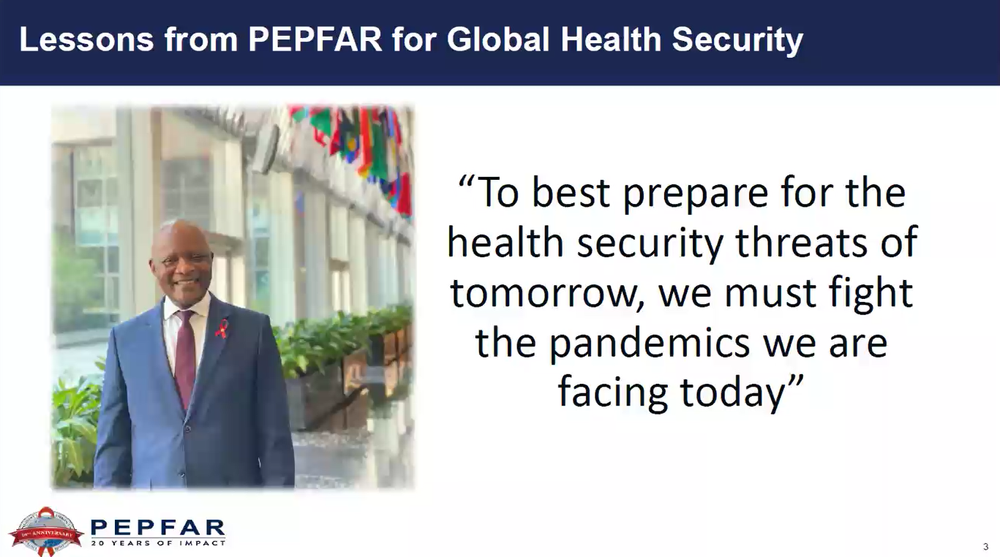 Lessons from PEPFAR for Global Health Security
“To best prepare for the
health security threats of
tomorrow, we must fight
the pandemics we are
facing today”
20TH ANNIVERSARY
PEPFAR
20 YEARS OF IMPACT
3